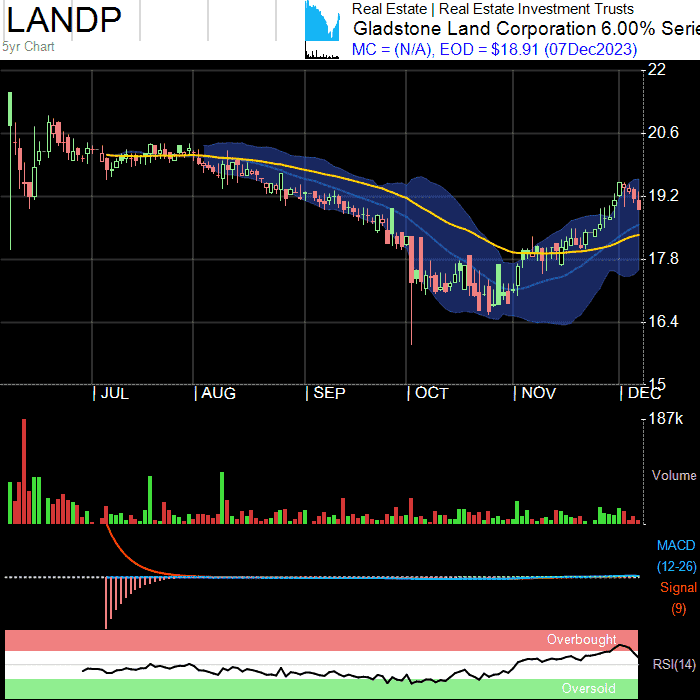 LANDP
5yr Chart
Real Estate | Real Estate Investment Trusts
Gladstone Land Corporation 6.00% Serie
MC = (N/A), EOD = $18.91 (07Dec2023)
22
20.6
19.2
17.8
16.4
15
JUL AUG SEP OCT NOV DEC
187k
Volume
MACD
(12-26)
Signal
(9)
Overbought
RSI(14)
Oversold